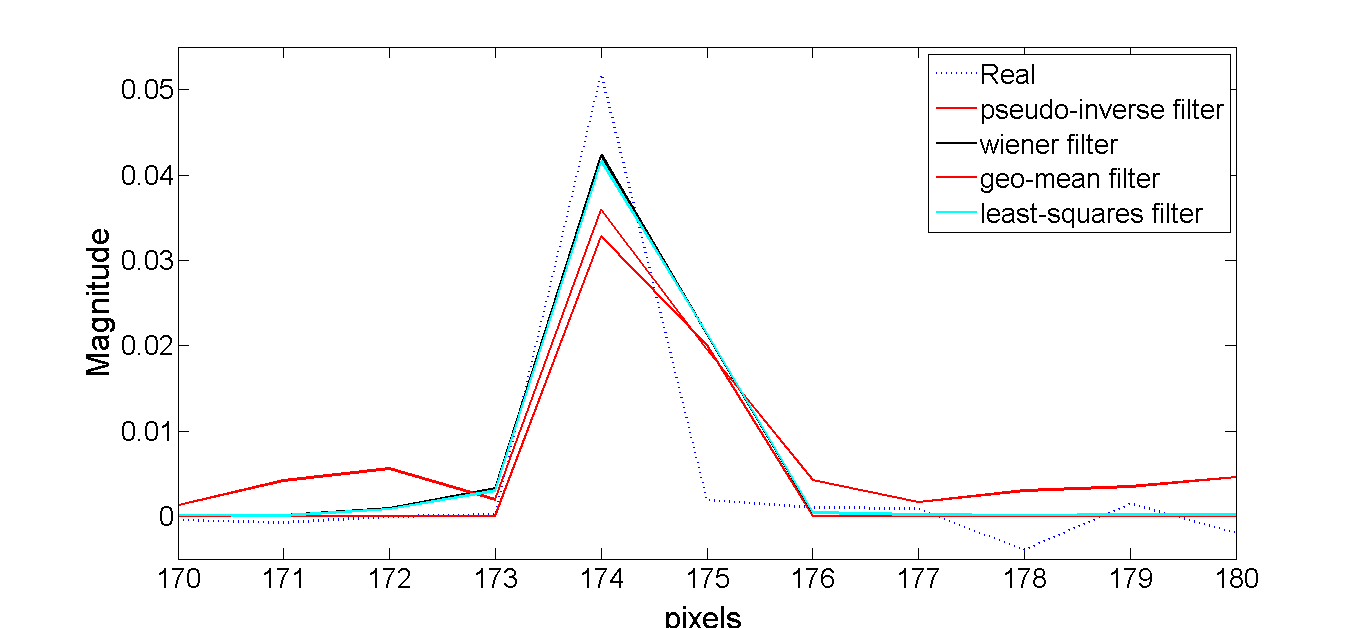 Real
pseudo-inverse filter
wiener filter
geo-mean filter
least-squares filter
Magnitude
0.05
0.04
0.03
0.02
0.01
0
170 171 172 173 174 175 176 177 178 179 180
pixels